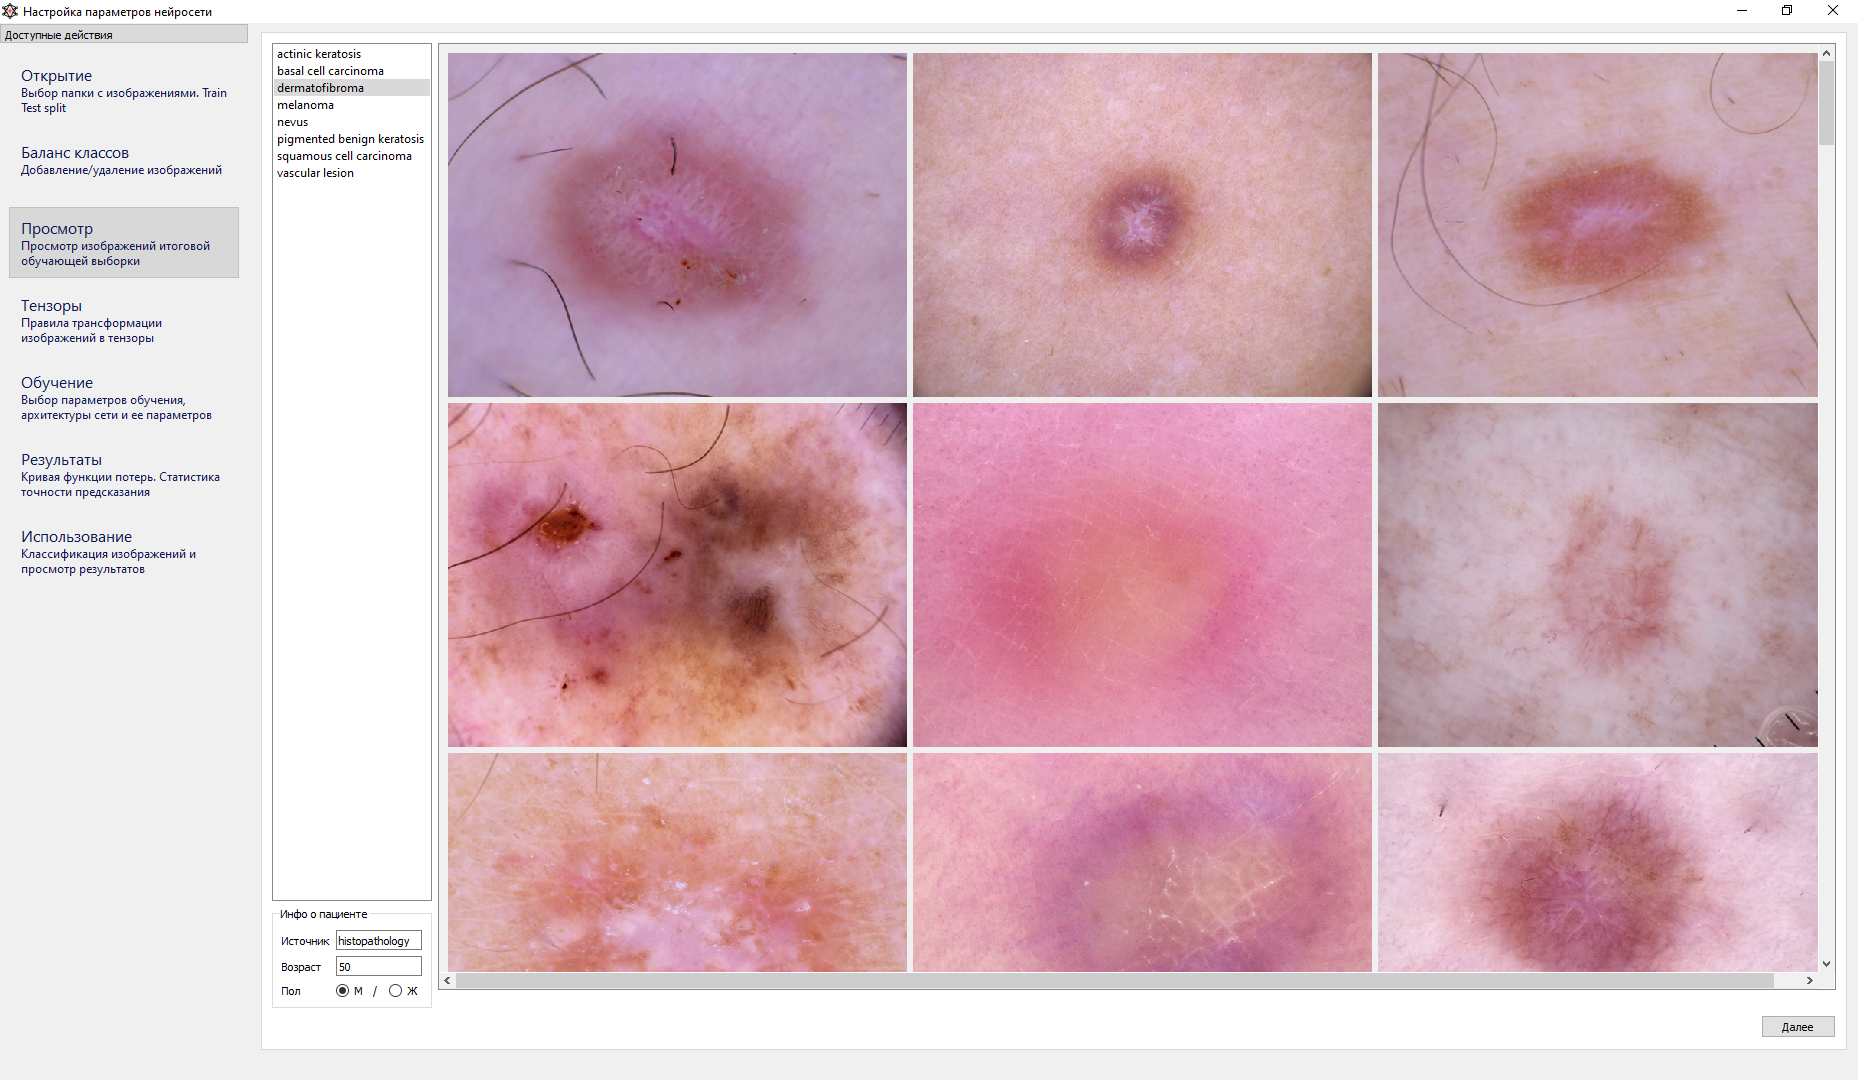 Настройка параметров нейросети
Доступные действия
Открытие
Выбор папки с изображениями. Train
Test split
Баланс классов
Добавление/удаление изображений
Просмотр
Просмотр изображений итоговой
обучающей выборки
Тензоры
Правила трансформации
изображений в тензоры
Обучение
Выбор параметров обучения,
архитектуры сети и ее параметров
Результаты
Кривая функции потерь. Статистика
точности предсказания
Использование
Классификация изображений и
просмотр результатов
actinic keratosis
basal cell carcinoma
dermatofibroma
melanoma
nevus
pigmented benign keratosis
squamous cell carcinoma
vascular lesion
Инфо о пациенте
Источник histopathology
Возраст 50
Пол М / Ж
Далее